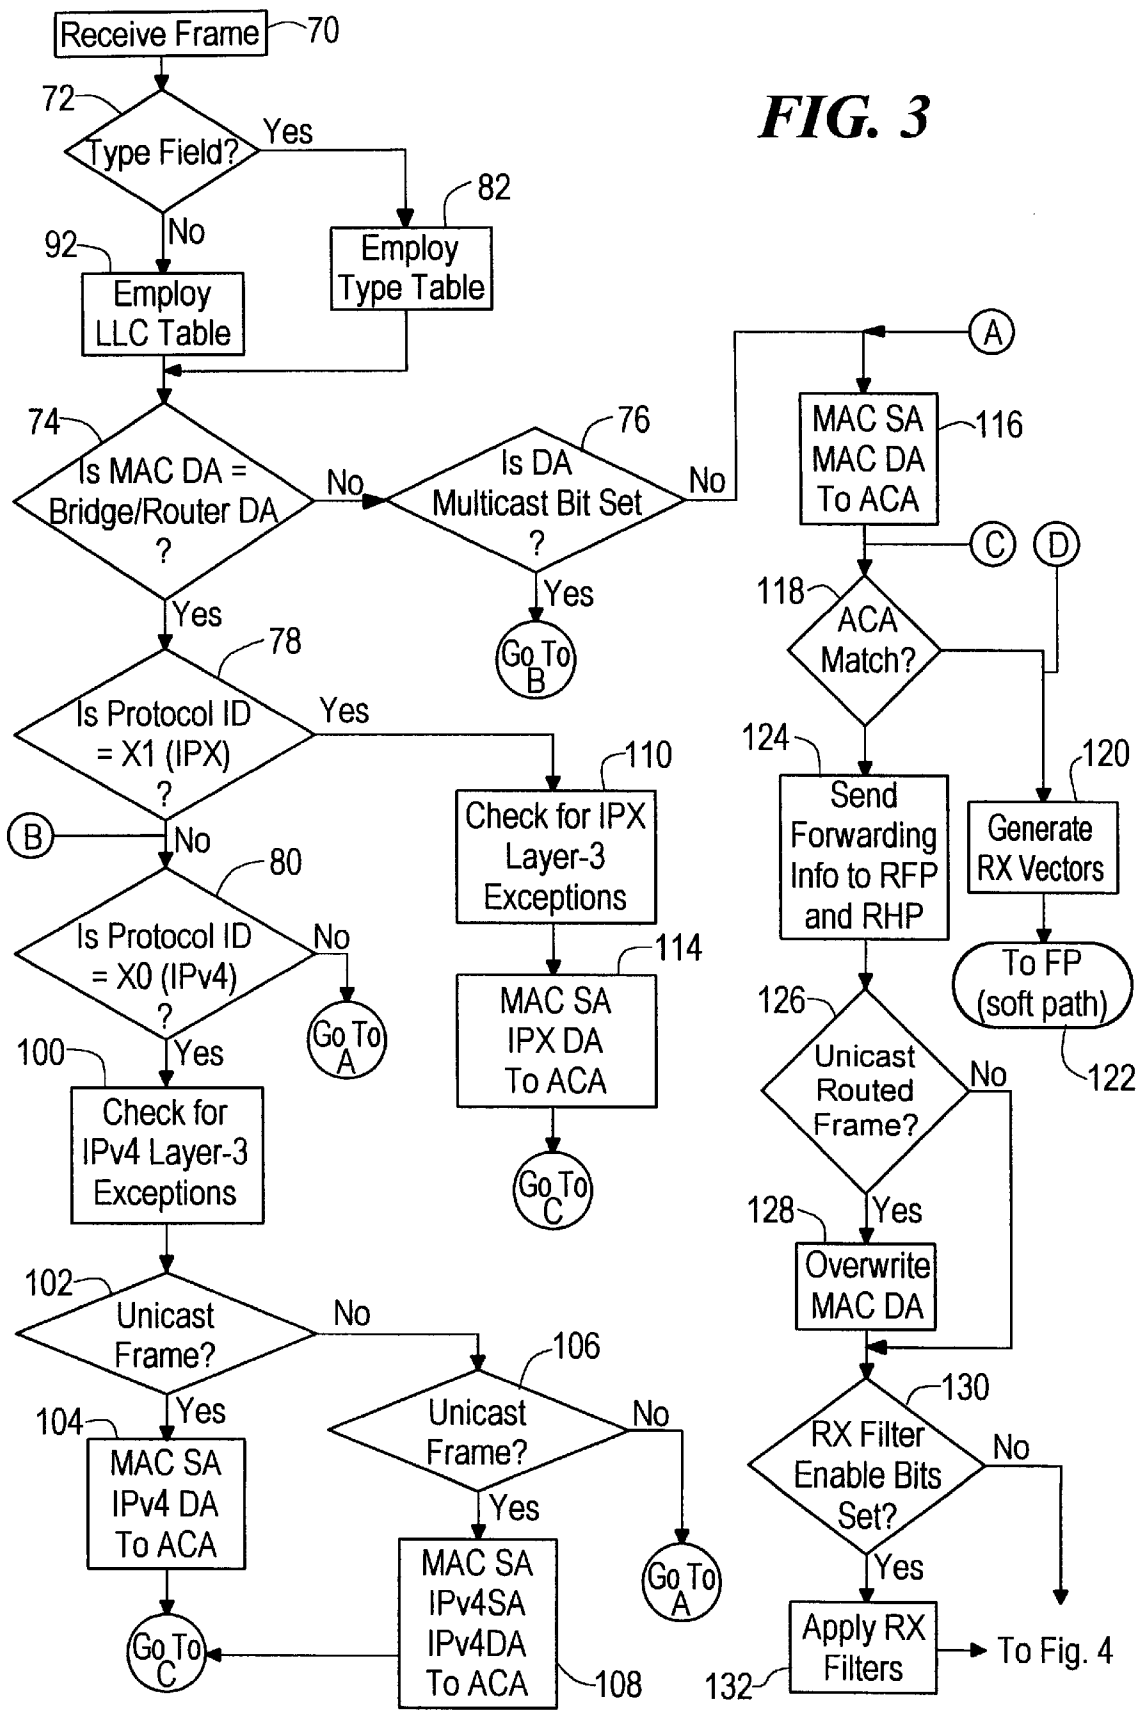 Receive Frame
70
FIG. 3
72
Type Field?
Yes
No
82
Employ
Type Table
92
Employ
LLC Table
74
Is MAC DA =
Bridge/Router DA
?
No
Yes
76
Is DA
Multicast Bit Set
?
No
Yes
Go To
B
78
Is Protocol ID
= X1 (IPX)
?
Yes
No
B
110
Check for IPX
Layer-3
Exceptions
114
MAC SA
IPX DA
To ACA
Go To
C
80
Is Protocol ID
= X0 (IPv4)
?
No
Go To
A
Yes
100
Check for
IPv4 Layer-3
Exceptions
102
Unicast
Frame?
No
Yes
104
MAC SA
IPv4 DA
To ACA
Go To
C
106
Unicast
Frame?
No
Go To
A
Yes
MAC SA
IPv4SA
IPv4DA
To ACA
108
A
MAC SA
MAC DA
To ACA
116
C
D
118
ACA
Match?
120
Generate
RX Vectors
To FP
(soft path)
122
124
Send
Forwarding
Info to RFP
and RHP
126
Unicast
Routed
Frame?
No
Yes
128
Overwrite
MAC DA
130
RX Filter
Enable Bits
Set?
No
Yes
Apply RX
Filters
132
To Fig. 4